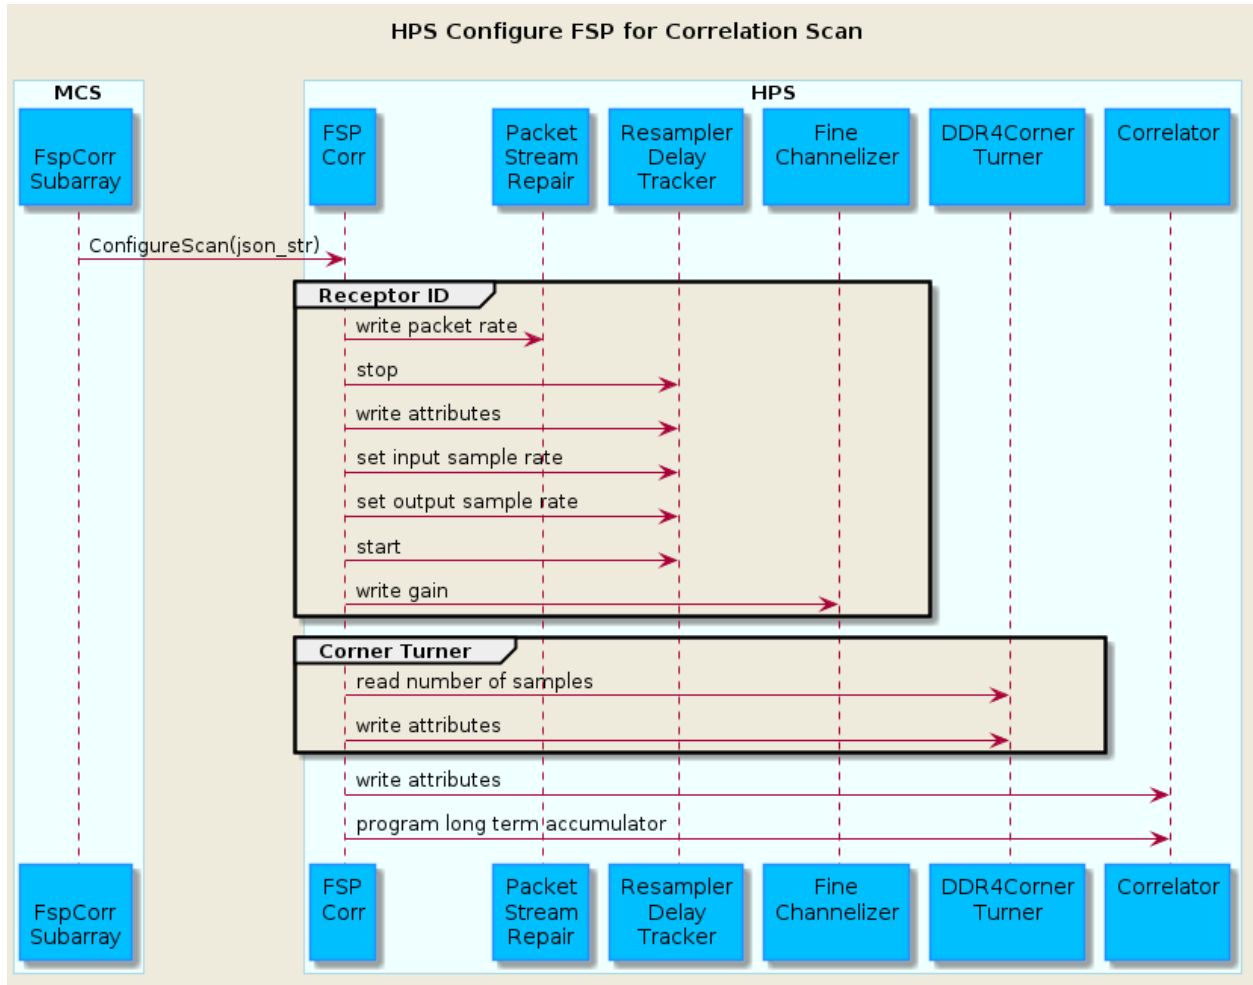 HPS Configure FSP for Correlation Scan
MCS
HPS
FspCorr
Subarray
FSP
Corr
Packet
Stream
Repair
Resampler
Delay
Tracker
Fine
Channelizer
DDR4Corner
Turner
Correlator
ConfigureScan(json_str)
Receptor ID
write packet rate
stop
write attributes
set input sample rate
set output sample rate
start
write gain
Corner Turner
read number of samples
write attributes
write attributes
program long term accumulator
FspCorr
Subarray
FSP
Corr
Packet
Stream
Repair
Resampler
Delay
Tracker
Fine
Channelizer
DDR4Corner
Turner
Correlator